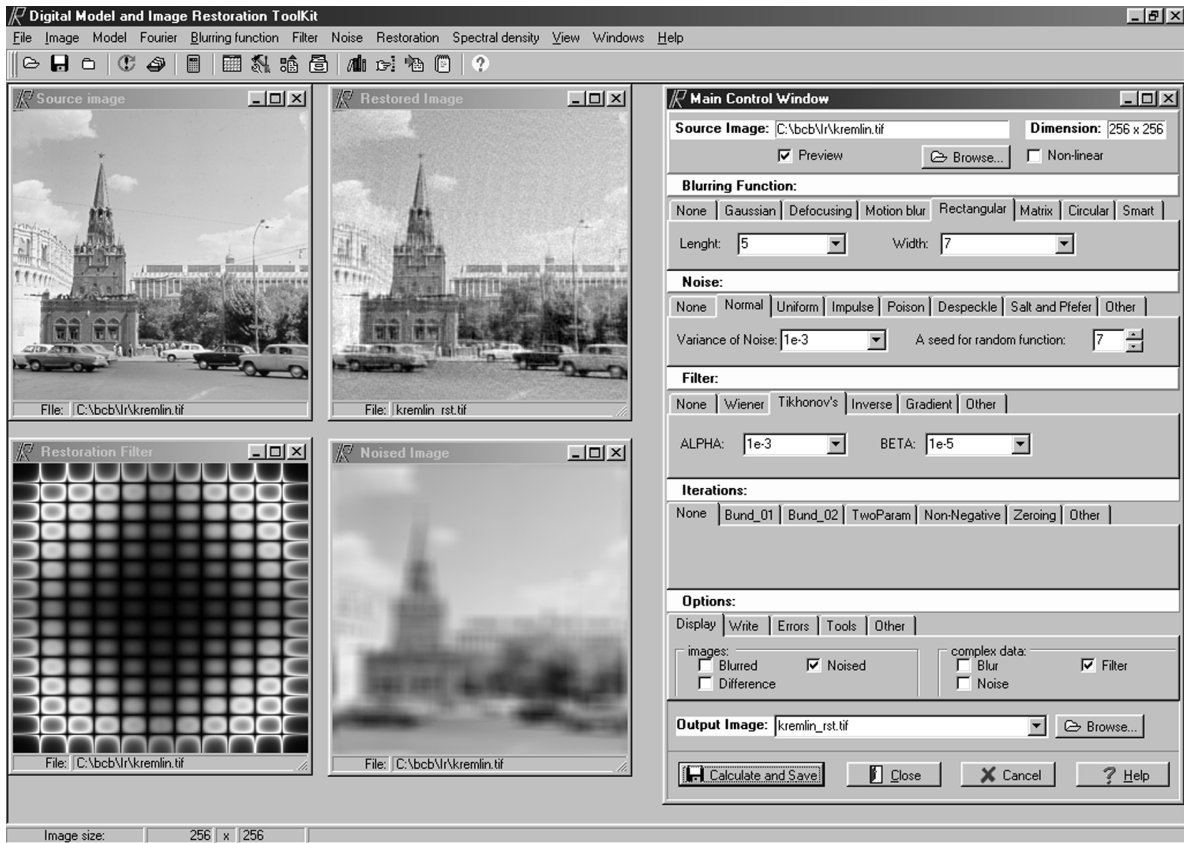 Digital Model and Image Restoration ToolKit
File Image Model Fourier Blurring function Filter Noise Restoration Spectral density View Windows Help
Source image
File: C:\bcb\lr\kremlin.tif
Restored Image
File: kremlin_rst.tif
Restoration Filter
File: C:\bcb\lr\kremlin.tif
Noised Image
File: C:\bcb\lr\kremlin.tif
Main Control Window
Source Image: C:\bcb\lr\kremlin.tif Dimension: 256 x 256
Preview Browse... Non-linear
Blurring Function:
None Gaussian Defocusing Motion blur Rectangular Matrix Circular Smart
Lenght: 5 Width: 7
Noise:
None Normal Uniform Impulse Poison Despeckle Salt and Pfefer Other
Variance of Noise: 1e-3 A seed for random function: 7
Filter:
None Wiener Tikhonov's Inverse Gradient Other
ALPHA: 1e-3 BETA: 1e-5
Iterations:
None Bund_01 Bund_02 TwoParam Non-Negative Zeroing Other
Options:
Display Write Errors Tools Other
images: complex data:
Blurred Noised Blur Filter
Difference Noise
Output Image: kremlin_rst.tif Browse...
Calculate and Save Close Cancel Help
Image size: 256 x 256